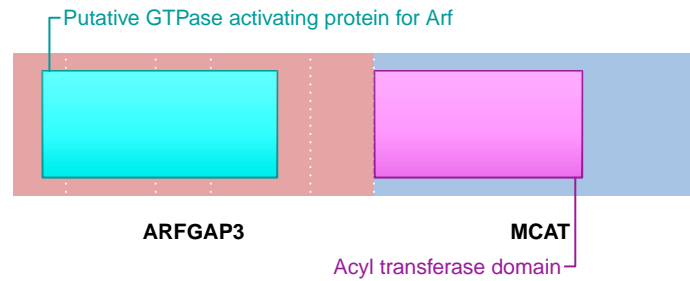 Putative GTPase activating protein for Arf
ARFGAP3
MCAT
Acyl transferase domain